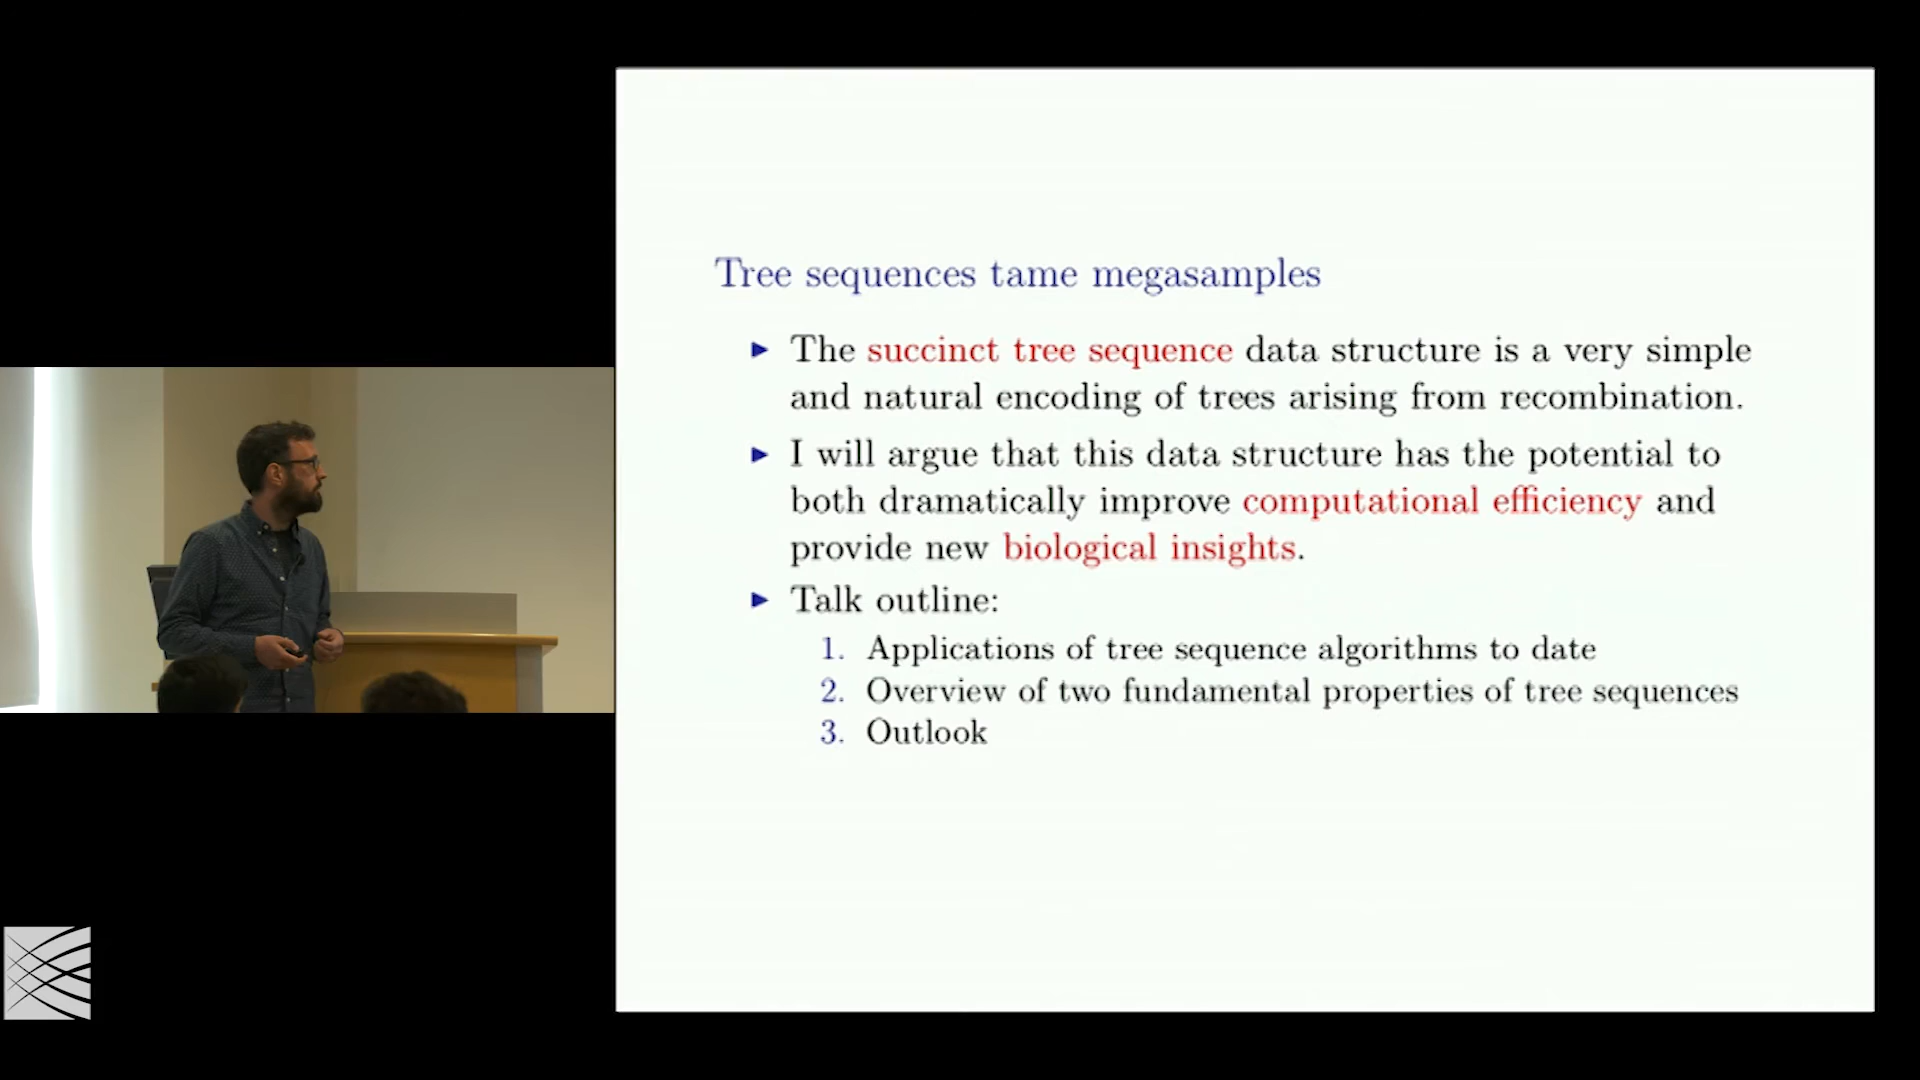 Tree sequences tame megasamples
The succinct tree sequence data structure is a very simple
and natural encoding of trees arising from recombination.
I will argue that this data structure has the potential to
both dramatically improve computational efficiency and
provide new biological insights.
Talk outline:
1. Applications of tree sequence algorithms to date
2. Overview of two fundamental properties of tree sequences
3. Outlook